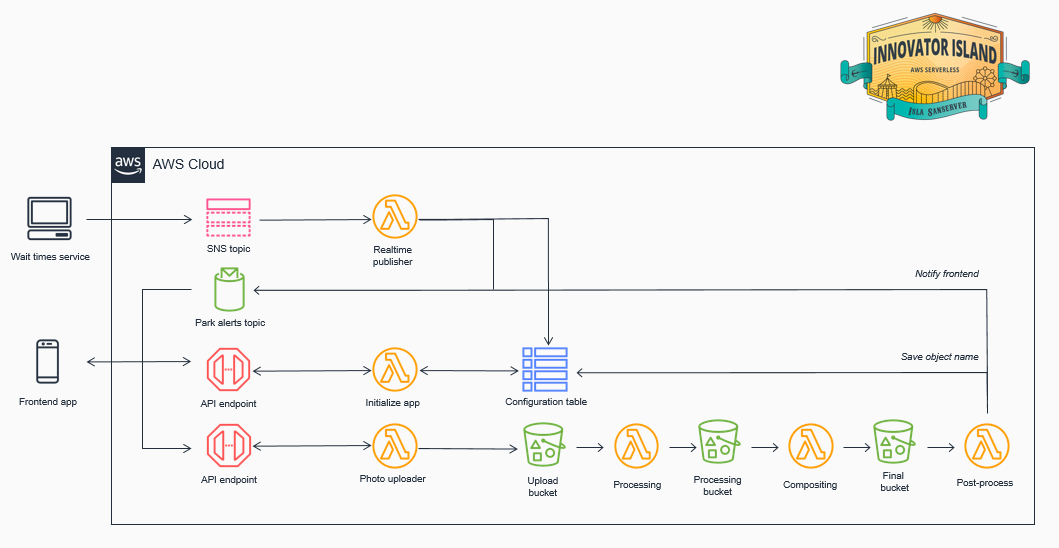 INNOVATOR ISLAND
AWS SERVERLESS
ISLA SANSERVER
aws
AWS Cloud
Wait times service
SNS topic
Realtime
publisher
Notify frontend
Park alerts topic
Save object name
Frontend app
API endpoint
Initialize app
Configuration table
API endpoint
Photo uploader
Upload
bucket
Processing
Processing
bucket
Compositing
Final
bucket
Post-process